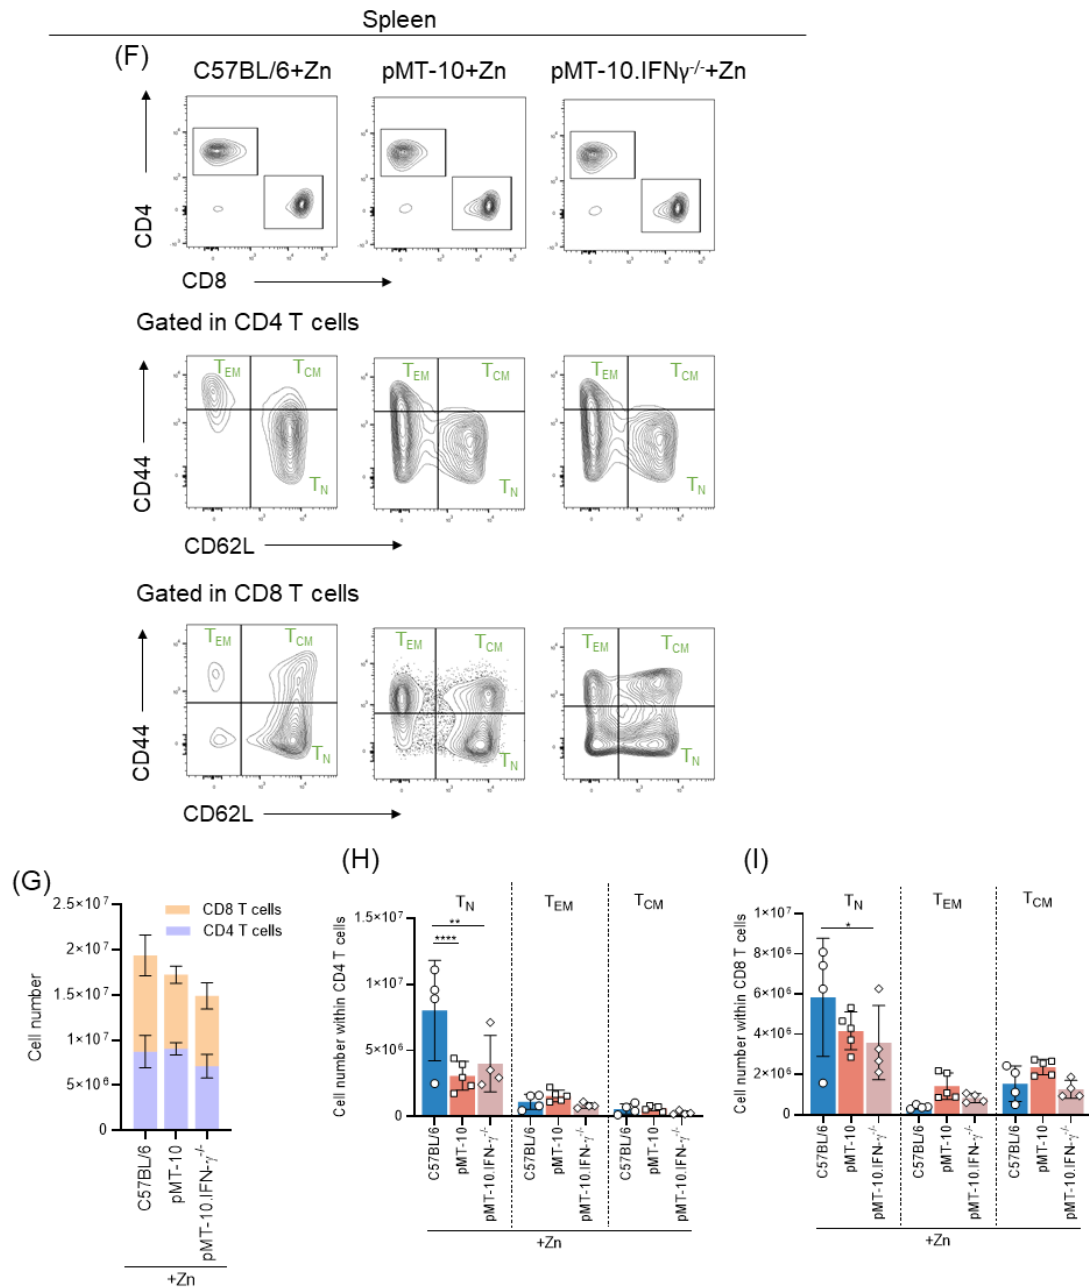 Spleen
(F)
C57BL/6+Zn
pMT-10+Zn
pMT-10.IFNγ-/-+Zn
CD4
CD8
Gated in CD4 T cells
TEM
TCM
TN
TEM
TCM
TN
TEM
TCM
TN
CD44
CD62L
Gated in CD8 T cells
TEM
TCM
TN
TEM
TCM
TN
TEM
TCM
TN
CD44
CD62L
(G)
CD8 T cells
CD4 T cells
Cell number
2.5×10⁷
2×10⁷
1.5×10⁷
1×10⁷
5×10⁶
0
C57BL/6
pMT-10
pMT-10.IFN-γ-/-
+Zn
(H)
TN
TEM
TCM
Cell number within CD4 T cells
1.5×10⁷
1×10⁷
5×10⁶
0
**
****
C57BL/6
pMT-10
pMT-10.IFN-γ-/-
C57BL/6
pMT-10
pMT-10.IFN-γ-/-
C57BL/6
pMT-10
pMT-10.IFN-γ-/-
+Zn
(I)
TN
TEM
TCM
Cell number within CD8 T cells
1×10⁷
8×10⁶
6×10⁶
4×10⁶
2×10⁶
0
*
C57BL/6
pMT-10
pMT-10.IFN-γ-/-
C57BL/6
pMT-10
pMT-10.IFN-γ-/-
C57BL/6
pMT-10
pMT-10.IFN-γ-/-
+Zn